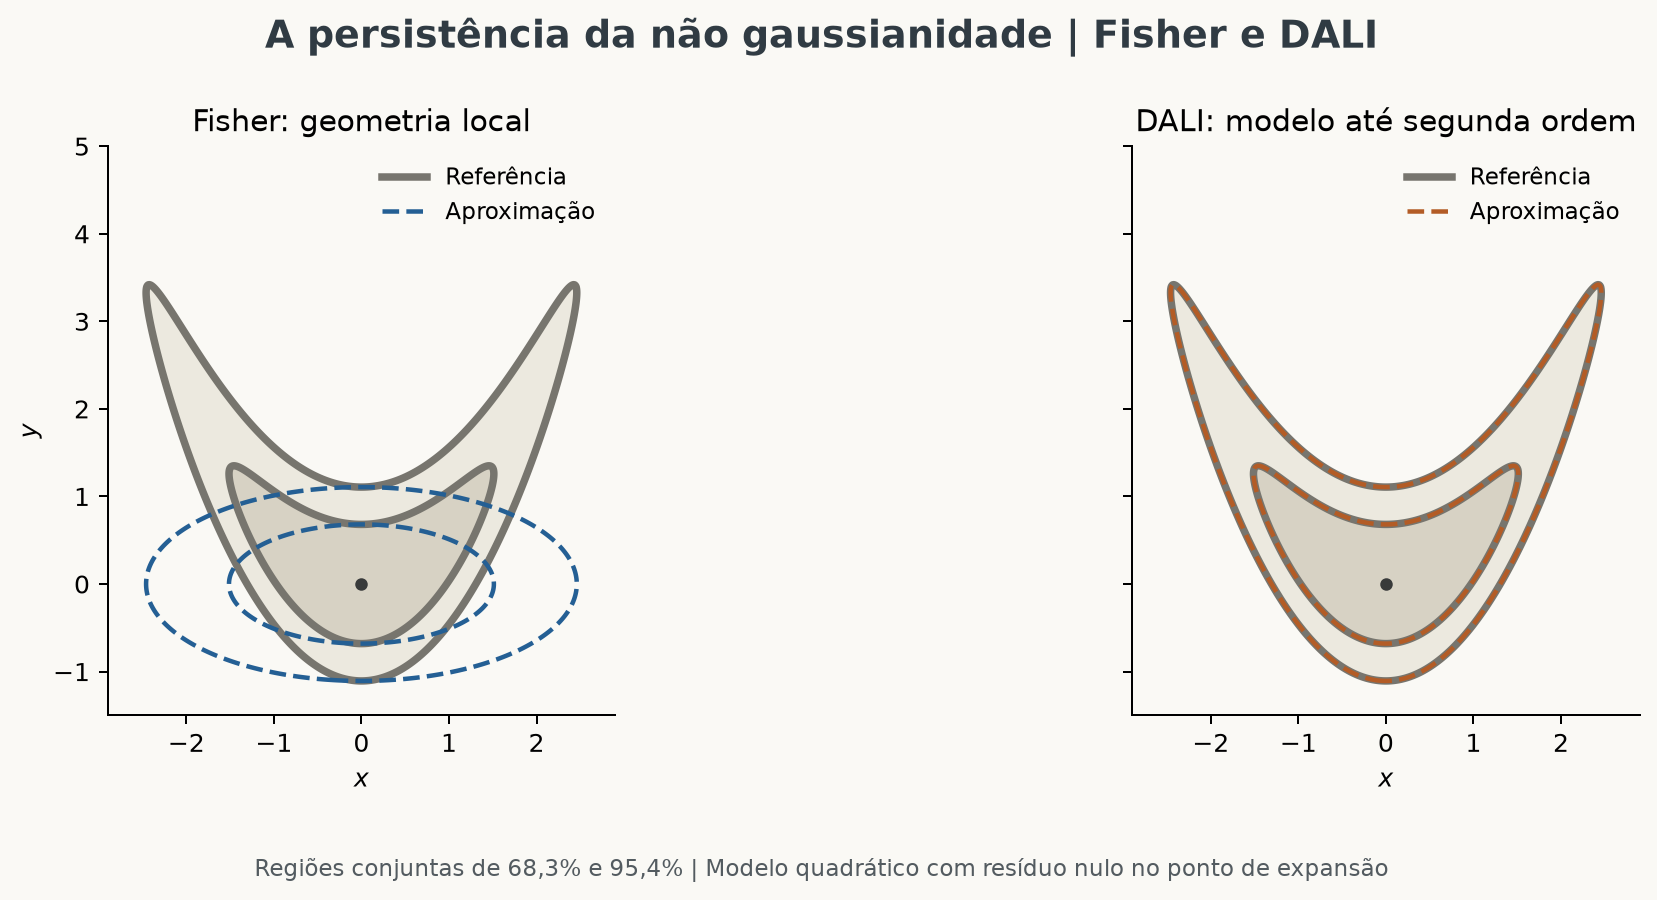 A persistência da não gaussianidade | Fisher e DALI
Fisher: geometria local
Referência
Aproximação
5
4
3
2
1
0
−1
y
−2
−1
0
1
2
x
DALI: modelo até segunda ordem
Referência
Aproximação
−2
−1
0
1
2
x
Regiões conjuntas de 68,3% e 95,4% | Modelo quadrático com resíduo nulo no ponto de expansão